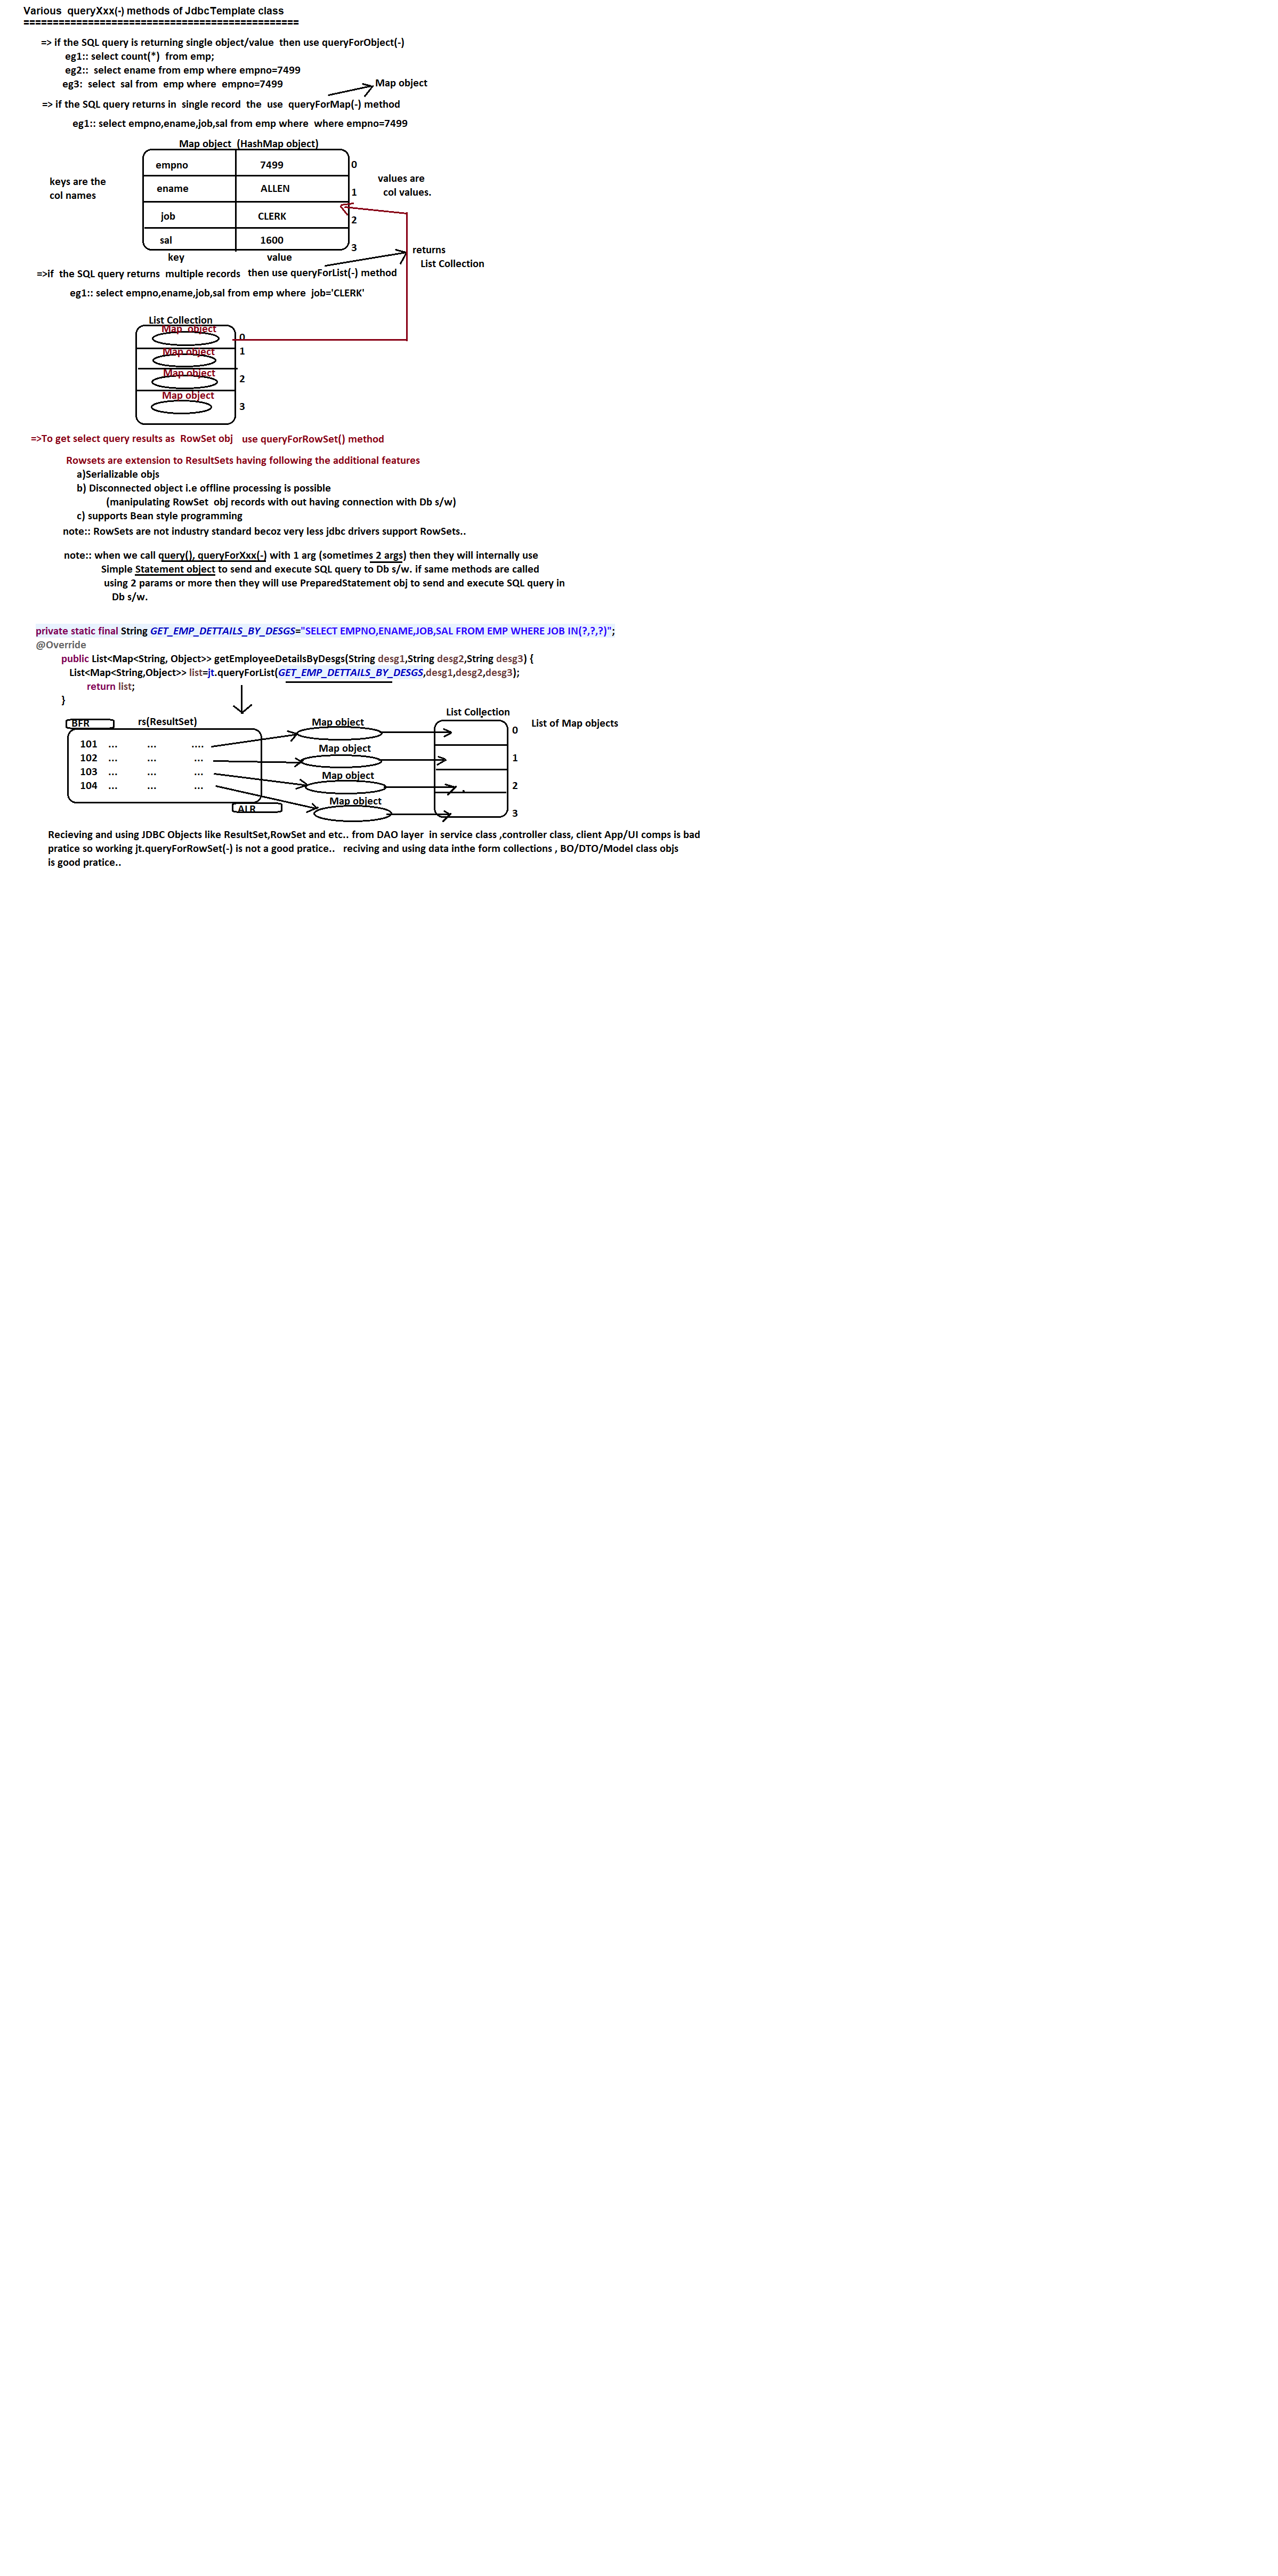 Various  queryXxx(-) methods of JdbcTemplate class
===============================================
=> if the SQL query is returning single object/value  then use queryForObject(-)
eg1:: select count(*)  from emp;
eg2::  select ename from emp where empno=7499
eg3:  select  sal from  emp where  empno=7499
Map object
=> if the SQL query returns in  single record  the  use  queryForMap(-) method
eg1:: select empno,ename,job,sal from emp where  where empno=7499
Map object  (HashMap object)
empno 7499 0
keys are the
col names
ename ALLEN 1
values are
col values.
job CLERK 2
sal 1600 3
key value
returns
List Collection
=>if  the SQL query returns  multiple records  then use queryForList(-) method
eg1:: select empno,ename,job,sal from emp where  job='CLERK'
List Collection
Map  object 0
Map object 1
Map object 2
Map object 3
=>To get select query results as  RowSet obj   use queryForRowSet() method
Rowsets are extension to ResultSets having following the additional features
a)Serializable objs
b) Disconnected object i.e offline processing is possible
(manipulating RowSet  obj records with out having connection with Db s/w)
c) supports Bean style programming
note:: RowSets are not industry standard becoz very less jdbc drivers support RowSets..
note:: when we call query(), queryForXxx(-) with 1 arg (sometimes 2 args) then they will internally use
Simple Statement object to send and execute SQL query to Db s/w. if same methods are called
using 2 params or more then they will use PreparedStatement obj to send and execute SQL query in
Db s/w.
private static final String GET_EMP_DETTAILS_BY_DESGS="SELECT EMPNO,ENAME,JOB,SAL FROM EMP WHERE JOB IN(?,?,?)";
@Override
public List<Map<String, Object>> getEmployeeDetailsByDesgs(String desg1,String desg2,String desg3) {
List<Map<String,Object>> list=jt.queryForList(GET_EMP_DETTAILS_BY_DESGS,desg1,desg2,desg3);
return list;
}
List Collection
BFR rs(ResultSet) Map object 0 List of Map objects
101 ... ... ....
Map object
102 ... ... ... 1
103 ... ... ...
Map object
104 ... ... ... 2
Map object
ALR 3
Recieving and using JDBC Objects like ResultSet,RowSet and etc.. from DAO layer  in service class ,controller class, client App/UI comps is bad
pratice so working jt.queryForRowSet(-) is not a good pratice..   reciving and using data inthe form collections , BO/DTO/Model class objs
is good pratice..